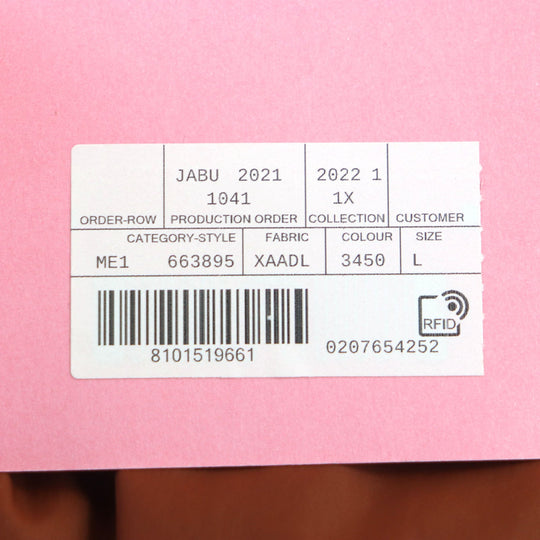 JABU 2021 2022 1
1041 1X
ORDER-ROW PRODUCTION ORDER COLLECTION CUSTOMER
CATEGORY-STYLE FABRIC COLOUR SIZE
ME1 663895 XAADL 3450 L
RFID
8101519661 0207654252